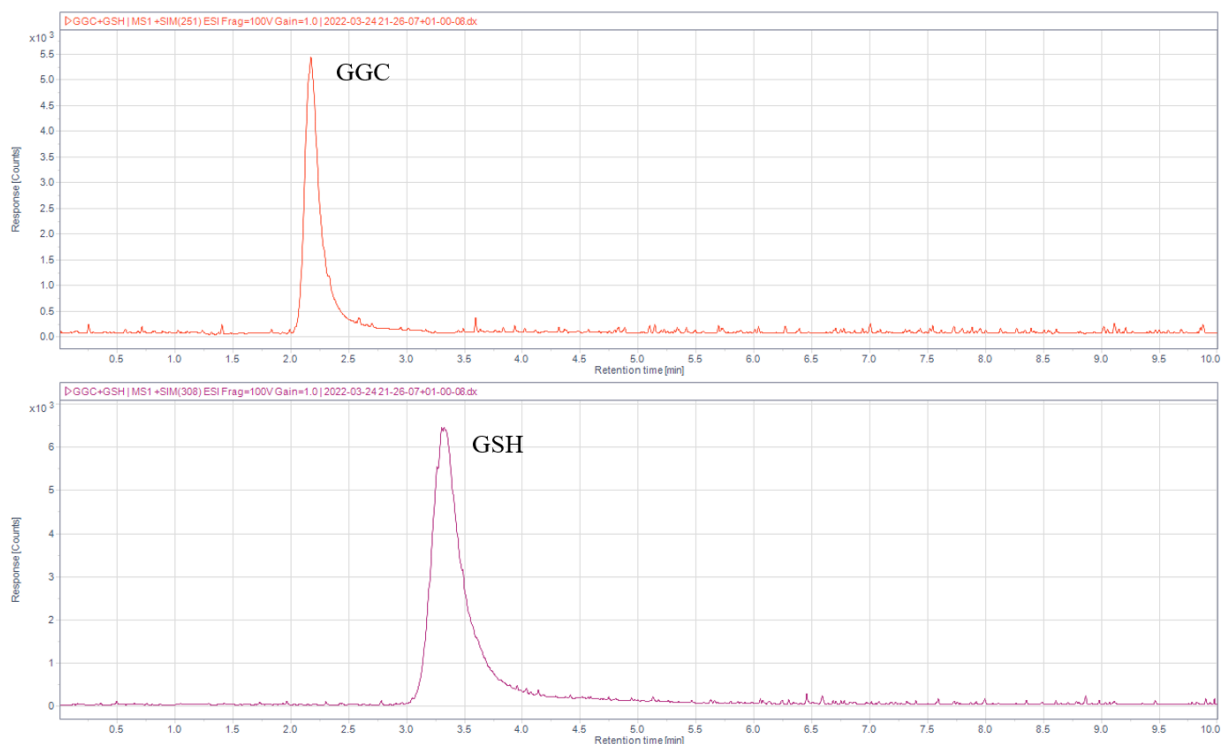 GGC+GSH | MS1 +SIM(251) ESI Frag=100V Gain=1.0 | 2022-03-24 21-26-07+01-00-08.dx
x10 3
5.5
5.0
4.5
4.0
3.5
3.0
2.5
2.0
1.5
1.0
0.5
0.0
Response [Counts]
GGC
0.5 1.0 1.5 2.0 2.5 3.0 3.5 4.0 4.5 5.0 5.5 6.0 6.5 7.0 7.5 8.0 8.5 9.0 9.5 10.0
Retention time [min]
GGC+GSH | MS1 +SIM(308) ESI Frag=100V Gain=1.0 | 2022-03-24 21-26-07+01-00-08.dx
x10 3
6
5
4
3
2
1
0
Response [Counts]
GSH
0.5 1.0 1.5 2.0 2.5 3.0 3.5 4.0 4.5 5.0 5.5 6.0 6.5 7.0 7.5 8.0 8.5 9.0 9.5 10.0
Retention time [min]